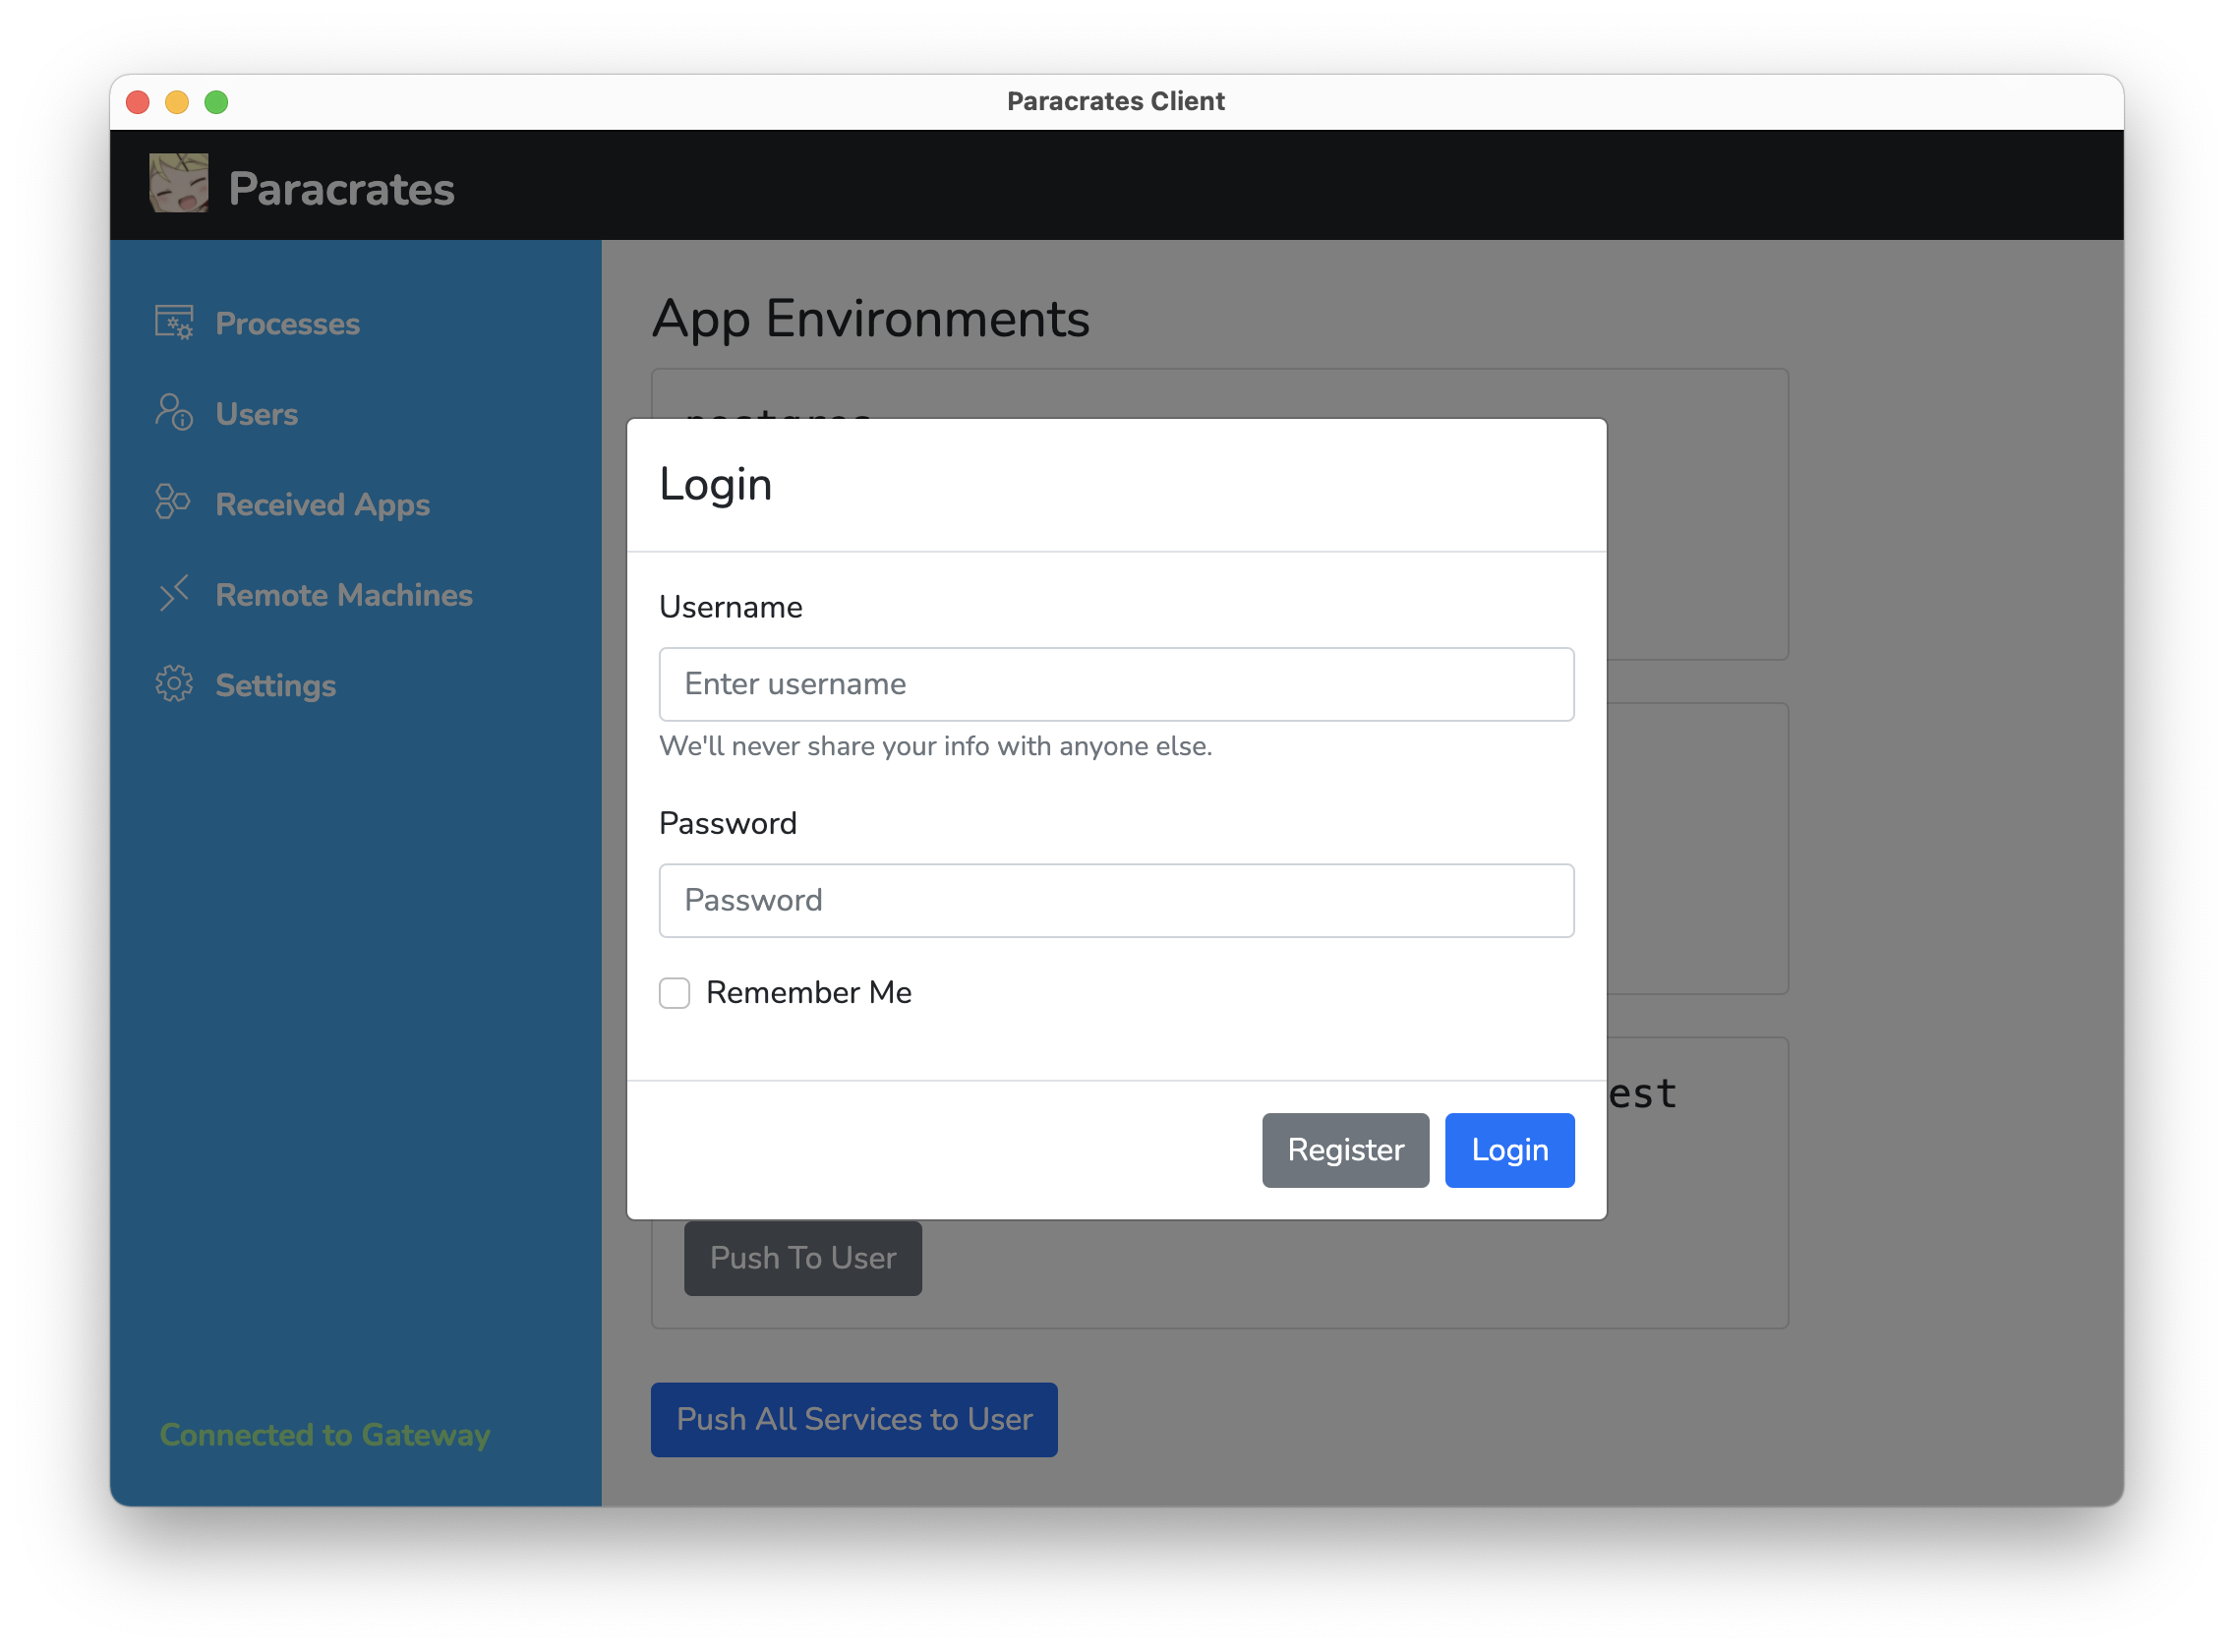 Paracrates Client
Paracrates
Processes
Users
Received Apps
Remote Machines
Settings
Connected to Gateway
App Environments
Login
Username
Enter username
We'll never share your info with anyone else.
Password
Password
Remember Me
Register
Login
est
Push To User
Push All Services to User